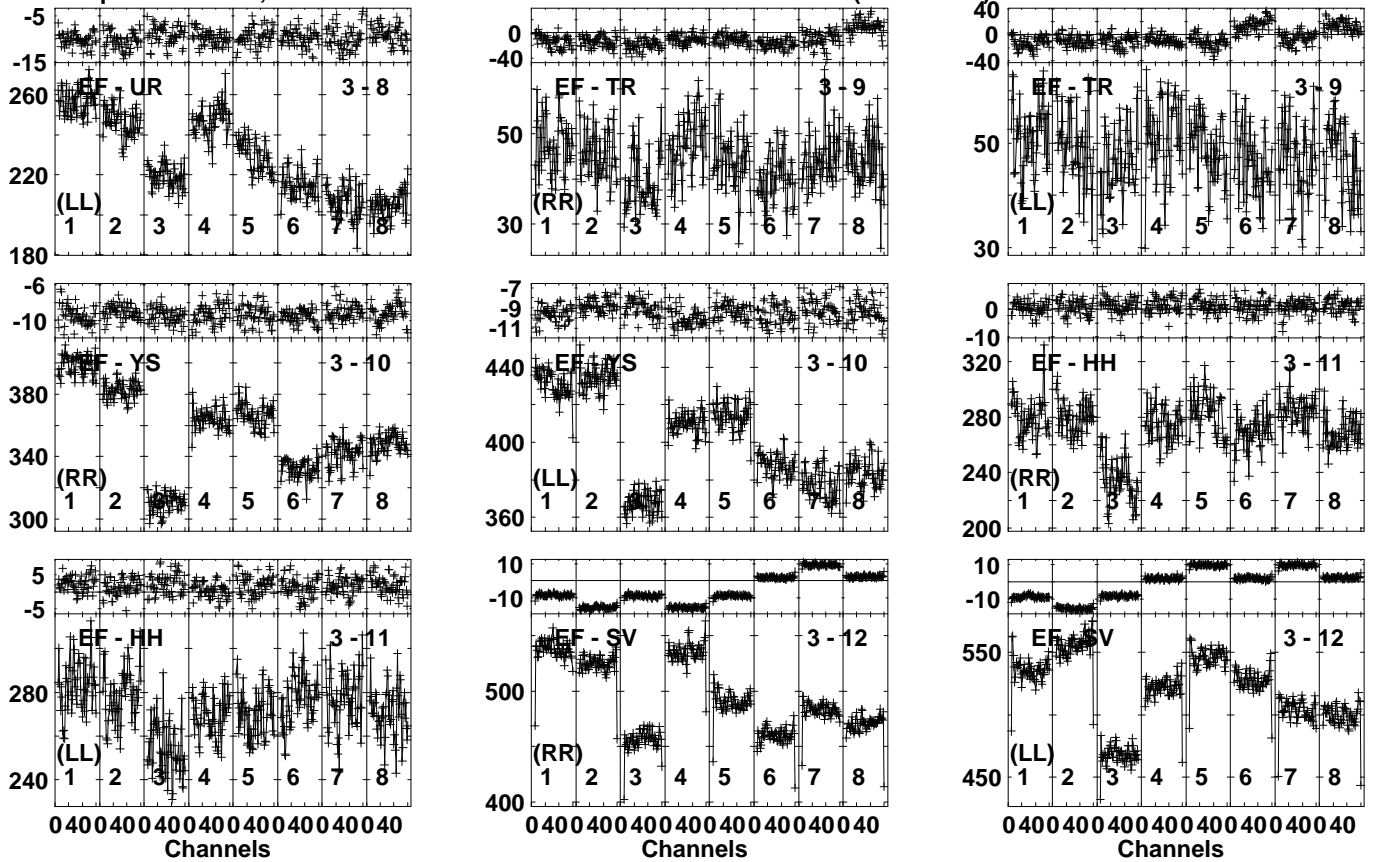 -5
-15
260
220
180
EF - UR 3 - 8
(LL)
1 2 3 4 5 6 7 8
0
-40
50
30
EF - TR 3 - 9
(RR)
1 2 3 4 5 6 7 8
40
0
-40
50
30
EF - TR 3 - 9
(LL)
1 2 3 4 5 6 7 8
-6
-10
380
340
300
EF - YS 3 - 10
(RR)
1 2 3 4 5 6 7 8
-7
-9
-11
440
400
360
EF - YS 3 - 10
(LL)
1 2 3 4 5 6 7 8
0
-10
320
280
240
200
EF - HH 3 - 11
(RR)
1 2 3 4 5 6 7 8
5
-5
280
240
EF - HH 3 - 11
(LL)
1 2 3 4 5 6 7 8
0 40 0 40 0 40 0 40 0 40 0 40 0 40 0 40
Channels
10
-10
500
400
EF - SV 3 - 12
(RR)
1 2 3 4 5 6 7 8
0 40 0 40 0 40 0 40 0 40 0 40 0 40 0 40
Channels
10
-10
550
450
EF - SV 3 - 12
(LL)
1 2 3 4 5 6 7 8
0 40 0 40 0 40 0 40 0 40 0 40 0 40 0 40
Channels